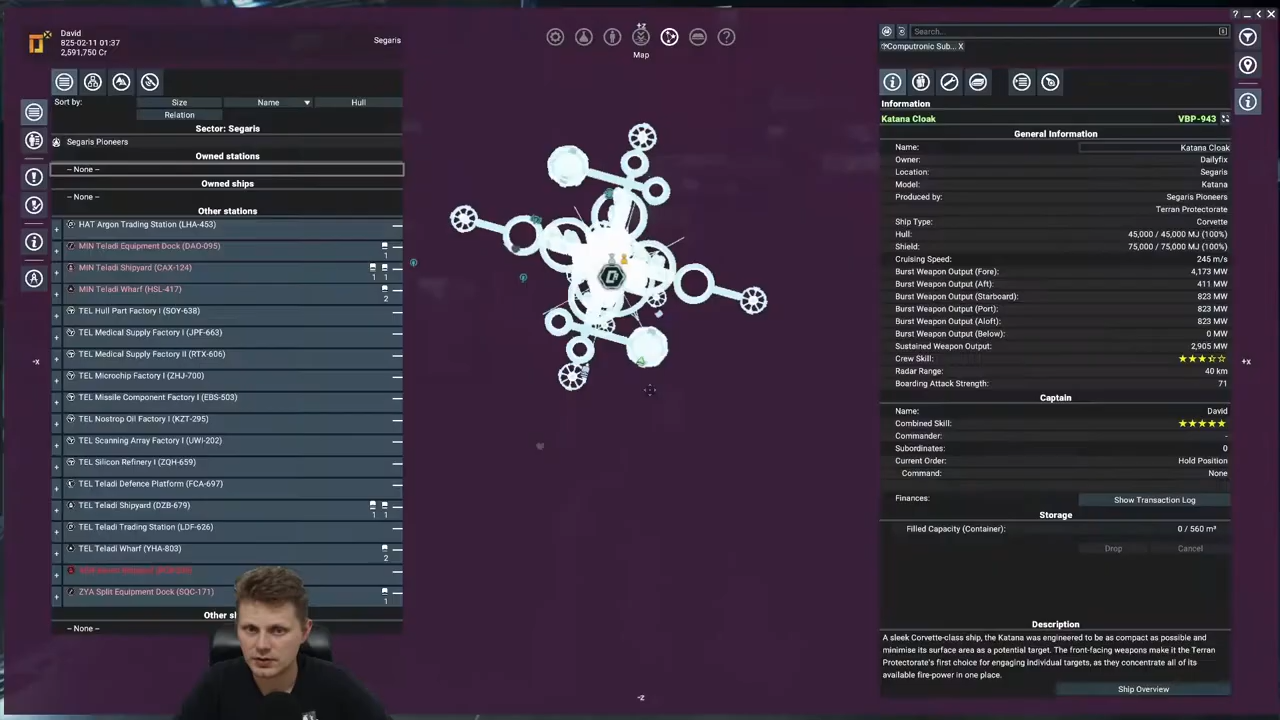 David
825-02-11 01:37
2,591,750 Cr
Segaris
Map
? _ < X
Sort by:
Size
Name
Hull
Relation
Sector: Segaris
Segaris Pioneers
Owned stations
-- None --
Owned ships
-- None --
Other stations
HAT Argon Trading Station (LHA-453)
MIN Teladi Equipment Dock (DAO-095)
1
MIN Teladi Shipyard (CAX-124)
1 1
MIN Teladi Wharf (HSL-417)
2
TEL Hull Part Factory I (SOY-638)
TEL Medical Supply Factory I (JPF-663)
TEL Medical Supply Factory II (RTX-606)
TEL Microchip Factory I (ZHJ-700)
TEL Missile Component Factory I (EBS-503)
TEL Nostrop Oil Factory I (KZT-295)
TEL Scanning Array Factory I (UWI-202)
TEL Silicon Refinery I (ZQH-659)
TEL Teladi Defence Platform (FCA-697)
TEL Teladi Shipyard (DZB-679)
1 1
TEL Teladi Trading Station (LDF-626)
TEL Teladi Wharf (YHA-803)
2
ZYA Split Equipment Dock (SQC-171)
1
Other s
-- None --
+z
-x
+x
-z
Search...
?Computronic Sub... X
Information
Katana Cloak VBP-943
General Information
Name: Katana Cloak
Owner: Dailyfix
Location: Segaris
Model: Katana
Produced by: Segaris Pioneers
Terran Protectorate
Ship Type: Corvette
Hull: 45,000 / 45,000 MJ (100%)
Shield: 75,000 / 75,000 MJ (100%)
Cruising Speed: 245 m/s
Burst Weapon Output (Fore): 4,173 MW
Burst Weapon Output (Aft): 411 MW
Burst Weapon Output (Starboard): 823 MW
Burst Weapon Output (Port): 823 MW
Burst Weapon Output (Aloft): 823 MW
Burst Weapon Output (Below): 0 MW
Sustained Weapon Output: 2,905 MW
Crew Skill:
Radar Range: 40 km
Boarding Attack Strength: 71
Captain
Name: David
Combined Skill:
Commander: -
Subordinates: 0
Current Order: Hold Position
Command: None
Finances: Show Transaction Log
Storage
Filled Capacity (Container): 0 / 560 m³
Drop Cancel
Description
A sleek Corvette-class ship, the Katana was engineered to be as compact as possible and
minimise its surface area as a potential target. The front-facing weapons make it the Terran
Protectorate's first choice for engaging individual targets, as they concentrate all of its
available fire-power in one place.
Ship Overview